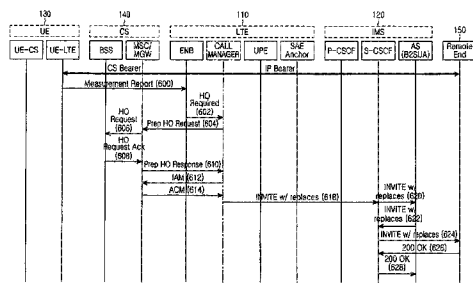 130
140
110
120
UE
CS
LTE
IMS
150
UE-CS
UE-LTE
BSS
MSC/
MGW
ENB
CALL
MANAGER
UPE
SAE
Anchor
P-CSCF
S-CSCF
AS
(B2SUA)
Remote
End
CS Bearer
IP Bearer
Measurement Report (600)
HO
Required
(602)
HO
Request
(606)
Prep HO Request (604)
HO
Request Ack
(608)
Prep HO Response (610)
IAM (612)
ACM (614)
INVITE w/ replaces (618)
INVITE w/
replaces (620)
INVITE w/
replaces (622)
INVITE w/ replaces (624)
200 OK (626)
200 OK
(628)